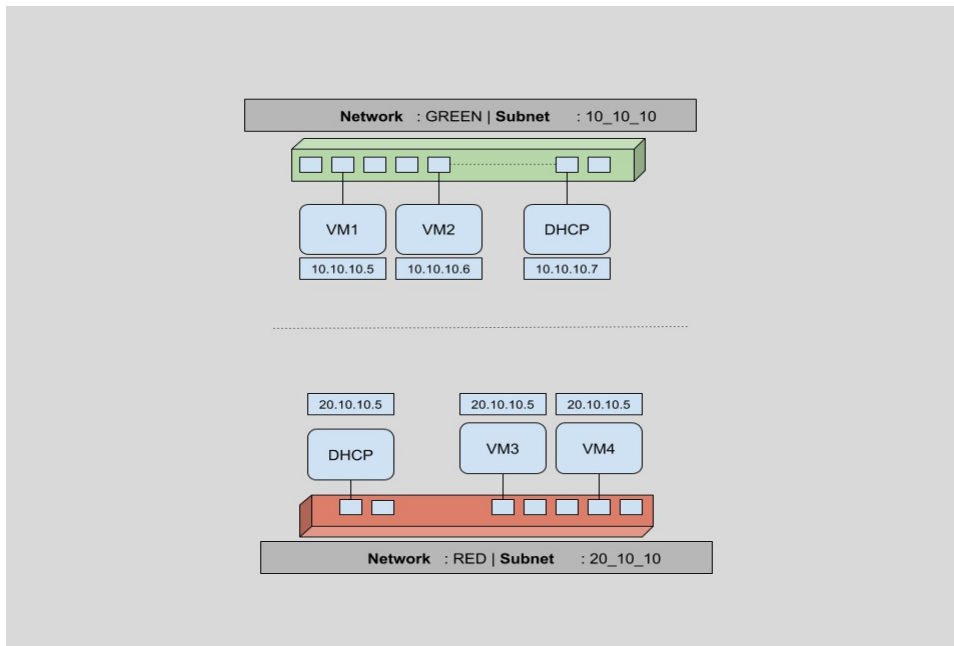 Network : GREEN | Subnet : 10_10_10
VM1 VM2 DHCP
10.10.10.5 10.10.10.6 10.10.10.7
20.10.10.5 20.10.10.5 20.10.10.5
DHCP VM3 VM4
Network : RED | Subnet : 20_10_10